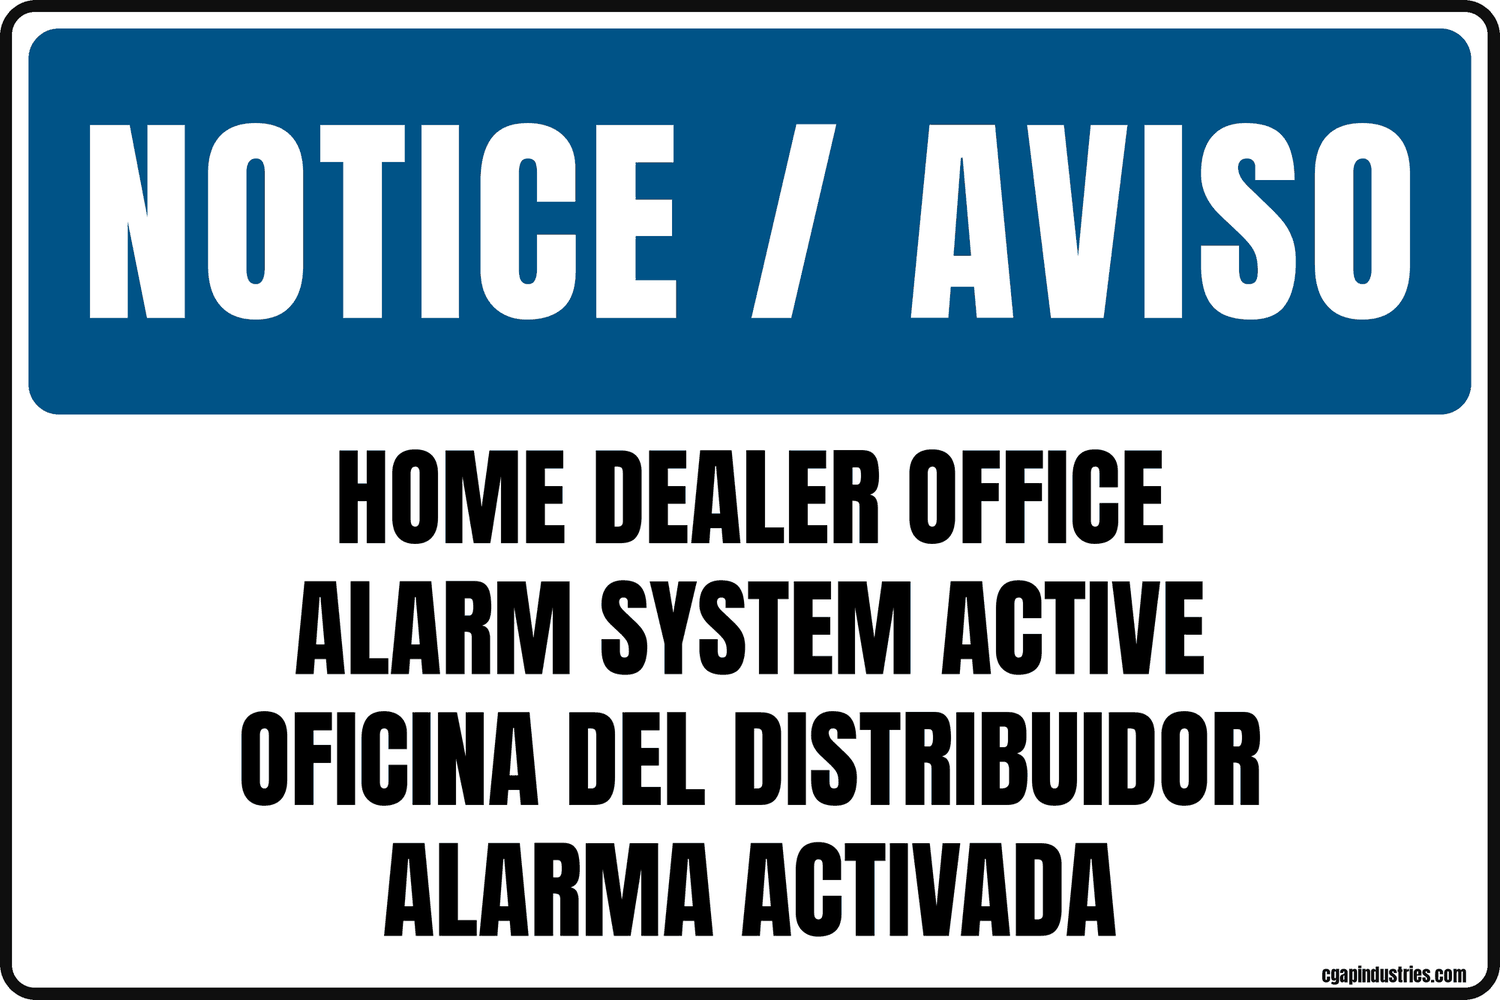 NOTICE / AVISO
HOME DEALER OFFICE
ALARM SYSTEM ACTIVE
OFICINA DEL DISTRIBUIDOR
ALARMA ACTIVADA
cgapindustries.com